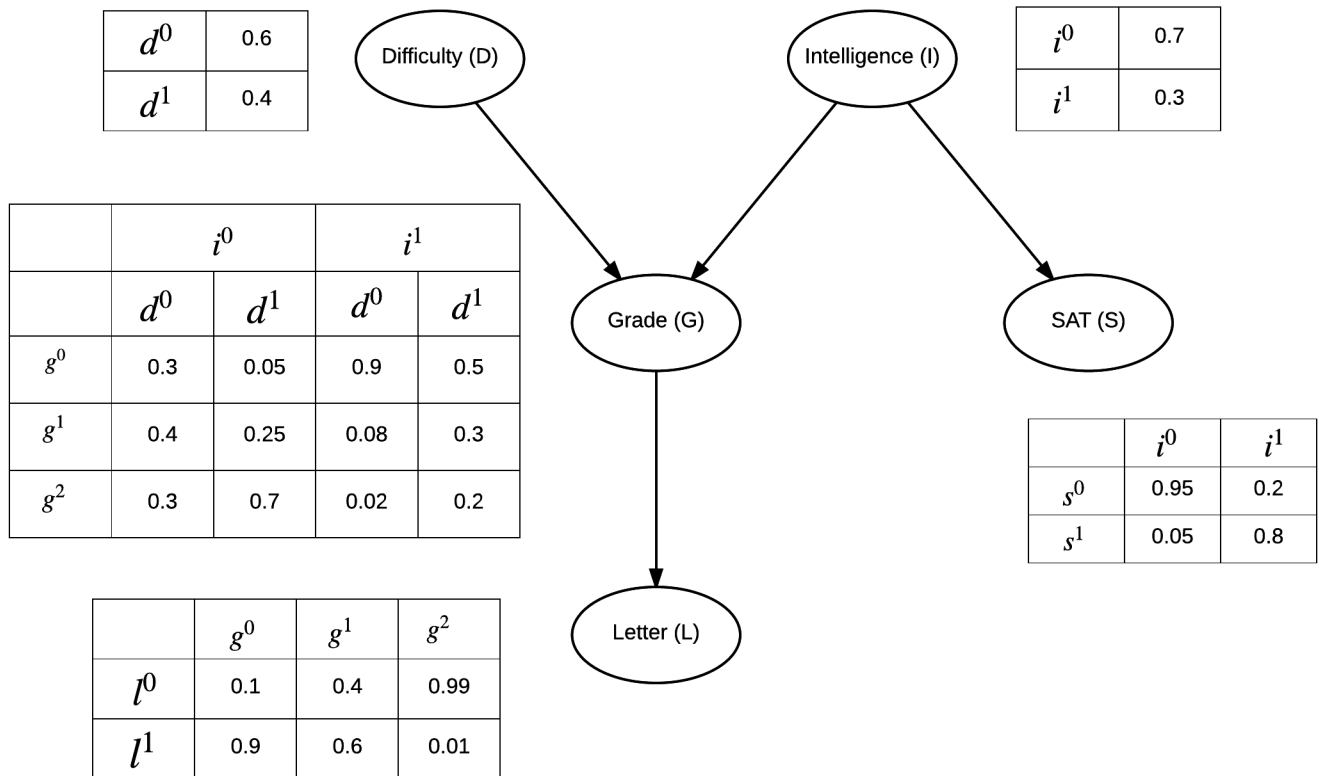 d⁰ 0.6
d¹ 0.4
Difficulty (D)
Intelligence (I)
i⁰ 0.7
i¹ 0.3
i⁰ i¹
d⁰ d¹ d⁰ d¹
g⁰ 0.3 0.05 0.9 0.5
g¹ 0.4 0.25 0.08 0.3
g² 0.3 0.7 0.02 0.2
Grade (G)
SAT (S)
i⁰ i¹
s⁰ 0.95 0.2
s¹ 0.05 0.8
g⁰ g¹ g²
l⁰ 0.1 0.4 0.99
l¹ 0.9 0.6 0.01
Letter (L)